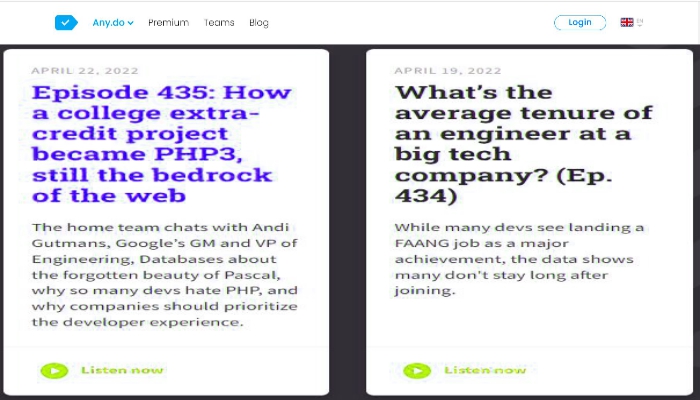 Any.do Premium Teams Blog Login EN
APRIL 22, 2022
Episode 435: How
a college extra-
credit project
became PHP3,
still the bedrock
of the web
The home team chats with Andi
Gutmans, Google's GM and VP of
Engineering, Databases about
the forgotten beauty of Pascal,
why so many devs hate PHP, and
why companies should prioritize
the developer experience.
Listen now
APRIL 19, 2022
What's the
average tenure of
an engineer at a
big tech
company? (Ep.
434)
While many devs see landing a
FAANG job as a major
achievement, the data shows
many don't stay long after
joining.
Listen now